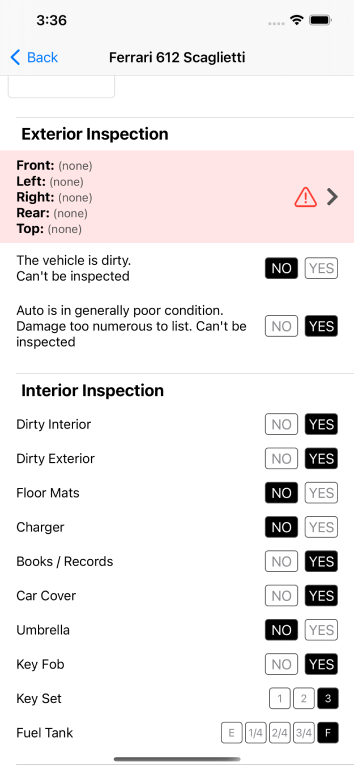 3:36
Back
Ferrari 612 Scaglietti
Exterior Inspection
Front: (none)
Left: (none)
Right: (none)
Rear: (none)
Top: (none)
The vehicle is dirty.
Can't be inspected
NO YES
Auto is in generally poor condition.
Damage too numerous to list. Can't be
inspected
NO YES
Interior Inspection
Dirty Interior NO YES
Dirty Exterior NO YES
Floor Mats NO YES
Charger NO YES
Books / Records NO YES
Car Cover NO YES
Umbrella NO YES
Key Fob NO YES
Key Set 1 2 3
Fuel Tank E 1/4 2/4 3/4 F